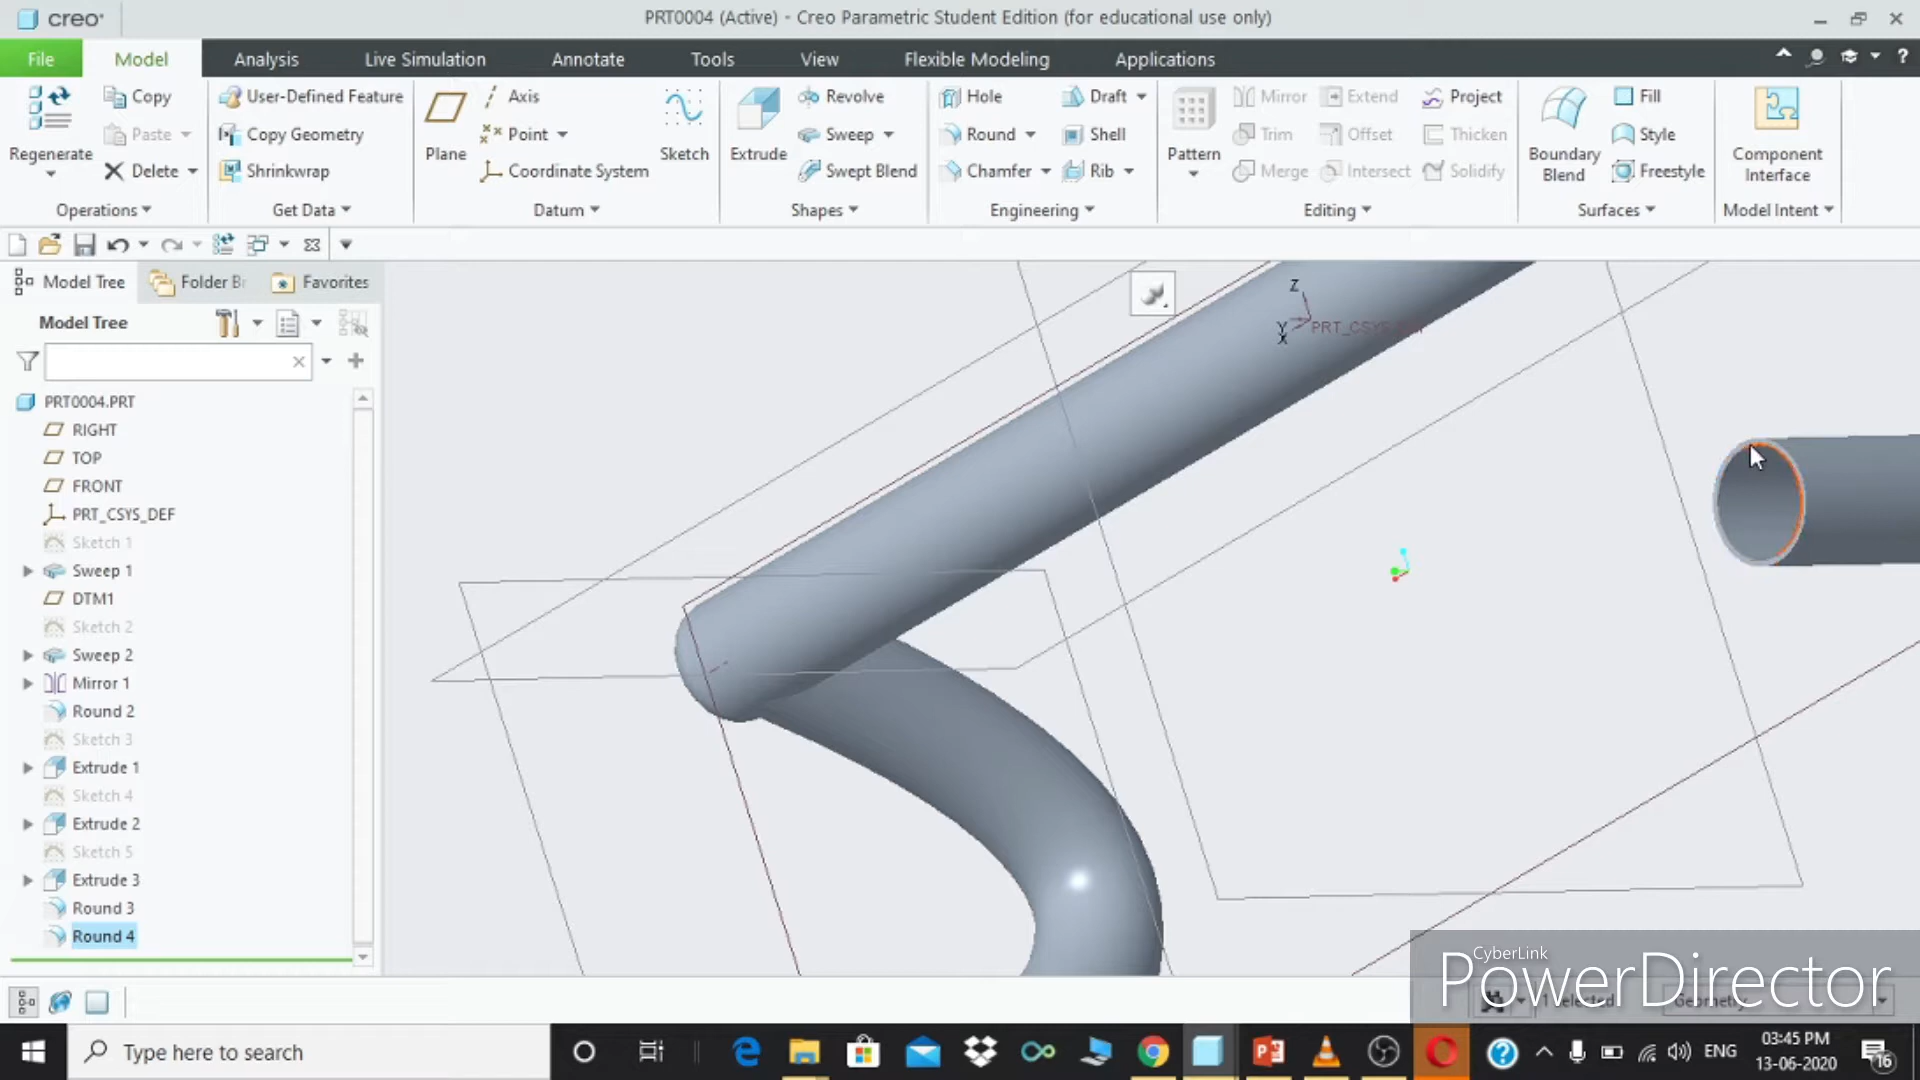 creo
PRT0004 (Active) - Creo Parametric Student Edition (for educational use only)
File Model Analysis Live Simulation Annotate Tools View Flexible Modeling Applications
Regenerate
Copy
Paste
Delete
Operations
User-Defined Feature
Copy Geometry
Shrinkwrap
Get Data
Plane
Axis
Point
Coordinate System
Sketch
Datum
Extrude
Revolve
Sweep
Swept Blend
Shapes
Hole
Round
Chamfer
Draft
Shell
Rib
Engineering
Pattern
Mirror
Trim
Merge
Extend
Offset
Intersect
Project
Thicken
Solidify
Editing
Boundary
Blend
Fill
Style
Freestyle
Surfaces
Component
Interface
Model Intent
Model Tree Folder Br Favorites
Model Tree
PRT0004.PRT
RIGHT
TOP
FRONT
PRT_CSYS_DEF
Sketch 1
Sweep 1
DTM1
Sketch 2
Sweep 2
Mirror 1
Round 2
Sketch 3
Extrude 1
Sketch 4
Extrude 2
Sketch 5
Extrude 3
Round 3
Round 4
Z
Y
X
CyberLink
PowerDirector
1 selected
Geometry
Type here to search
ENG
03:45 PM
13-06-2020
16